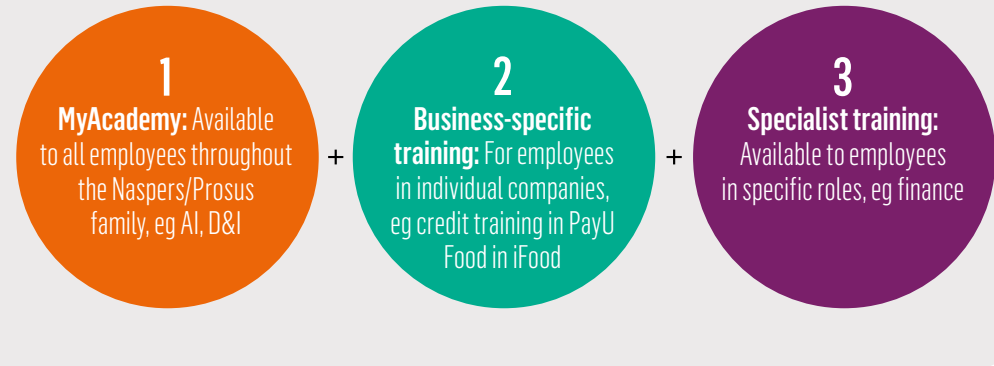 1
MyAcademy: Available
to all employees throughout
the Naspers/Prosus
family, eg AI, D&I
+
2
Business-specific
training: For employees
in individual companies,
eg credit training in PayU
Food in iFood
+
3
Specialist training:
Available to employees
in specific roles, eg finance